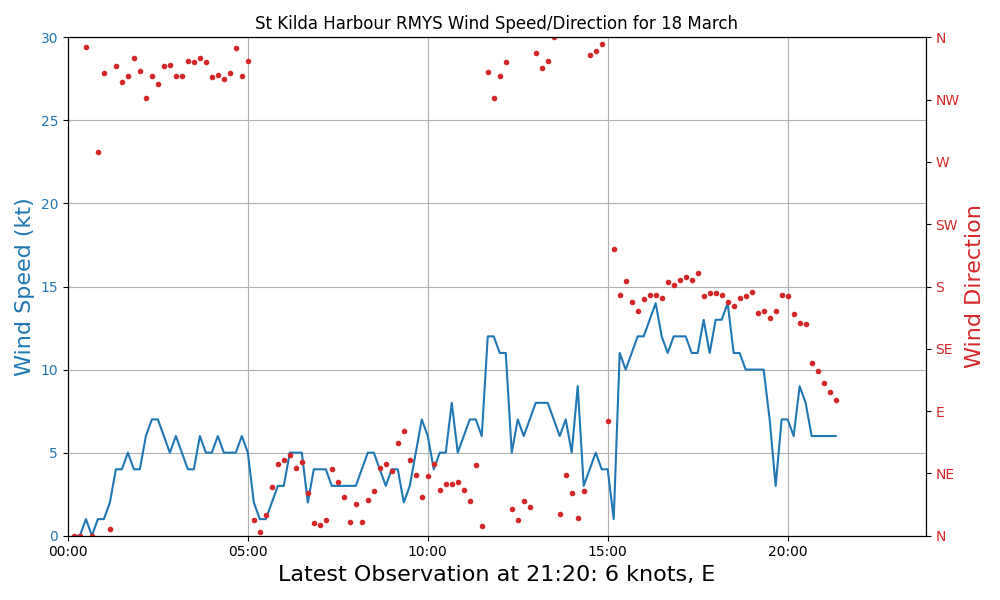 St Kilda Harbour RMYS Wind Speed/Direction for 18 March
30
25
20
15
10
5
0
Wind Speed (kt)
N
NW
W
SW
S
SE
E
NE
N
Wind Direction
00:00 05:00 10:00 15:00 20:00
Latest Observation at 21:20: 6 knots, E